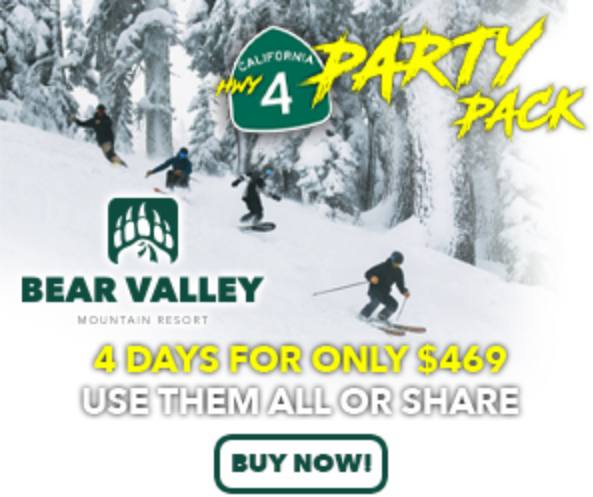 CALIFORNIA
HWY 4 PARTY
PACK
BEAR VALLEY
MOUNTAIN RESORT
4 DAYS FOR ONLY $469
USE THEM ALL OR SHARE
BUY NOW!